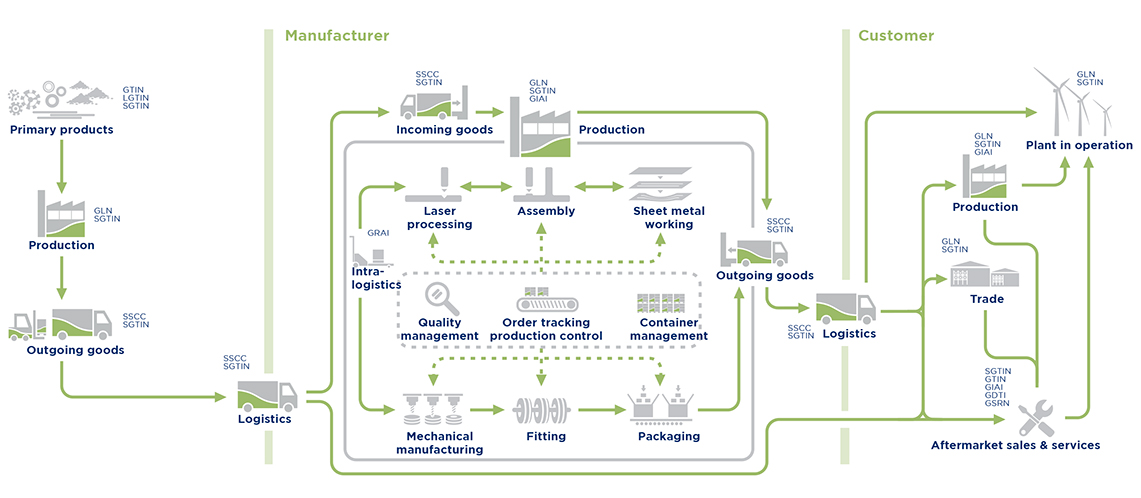 Manufacturer
Customer
GTIN
LGTIN
SGTIN
Primary products
GLN
SGTIN
Production
SSCC
SGTIN
Outgoing goods
SSCC
SGTIN
Logistics
SSCC
SGTIN
Incoming goods
GLN
SGTIN
GIAI
Production
Laser
processing
Assembly
Sheet metal
working
GRAI
Intra-
logistics
Quality
management
Order tracking
production control
Container
management
Mechanical
manufacturing
Fitting
Packaging
SSCC
SGTIN
Outgoing goods
SSCC
SGTIN
Logistics
GLN
SGTIN
Plant in operation
GLN
SGTIN
GIAI
Production
GLN
SGTIN
Trade
SGTIN
GTIN
GIAI
GDTI
GSRN
Aftermarket sales & services